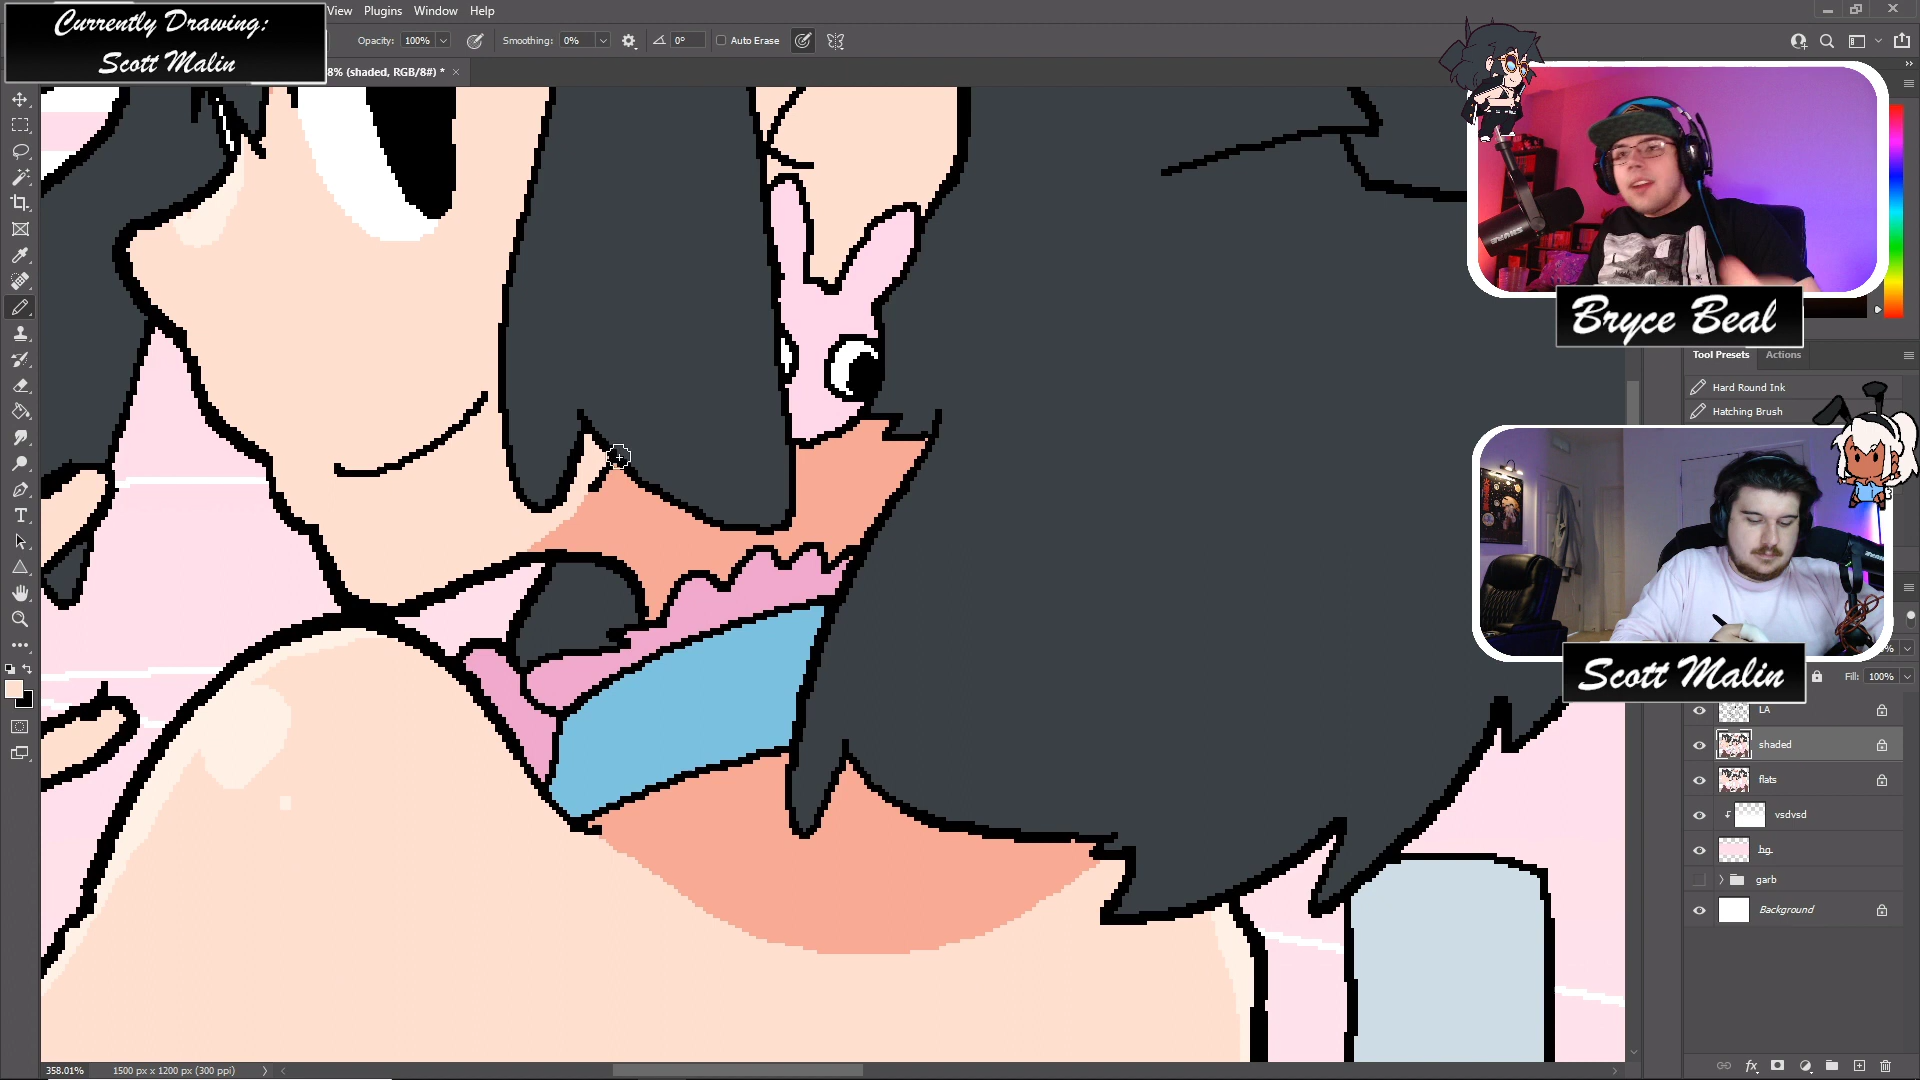 Currently Drawing:
Scott Malin
View Plugins Window Help
Opacity: 100% Smoothing: 0% 0° Auto Erase
8% (shaded, RGB/8#) * ×
Bryce Beal
Tool Presets Actions
Hard Round Ink
Hatching Brush
Scott Malin
Fill: 100%
LA
shaded
flats
vsdvsd
bg
garb
Background
358.01% 1500 px x 1200 px (300 ppi)